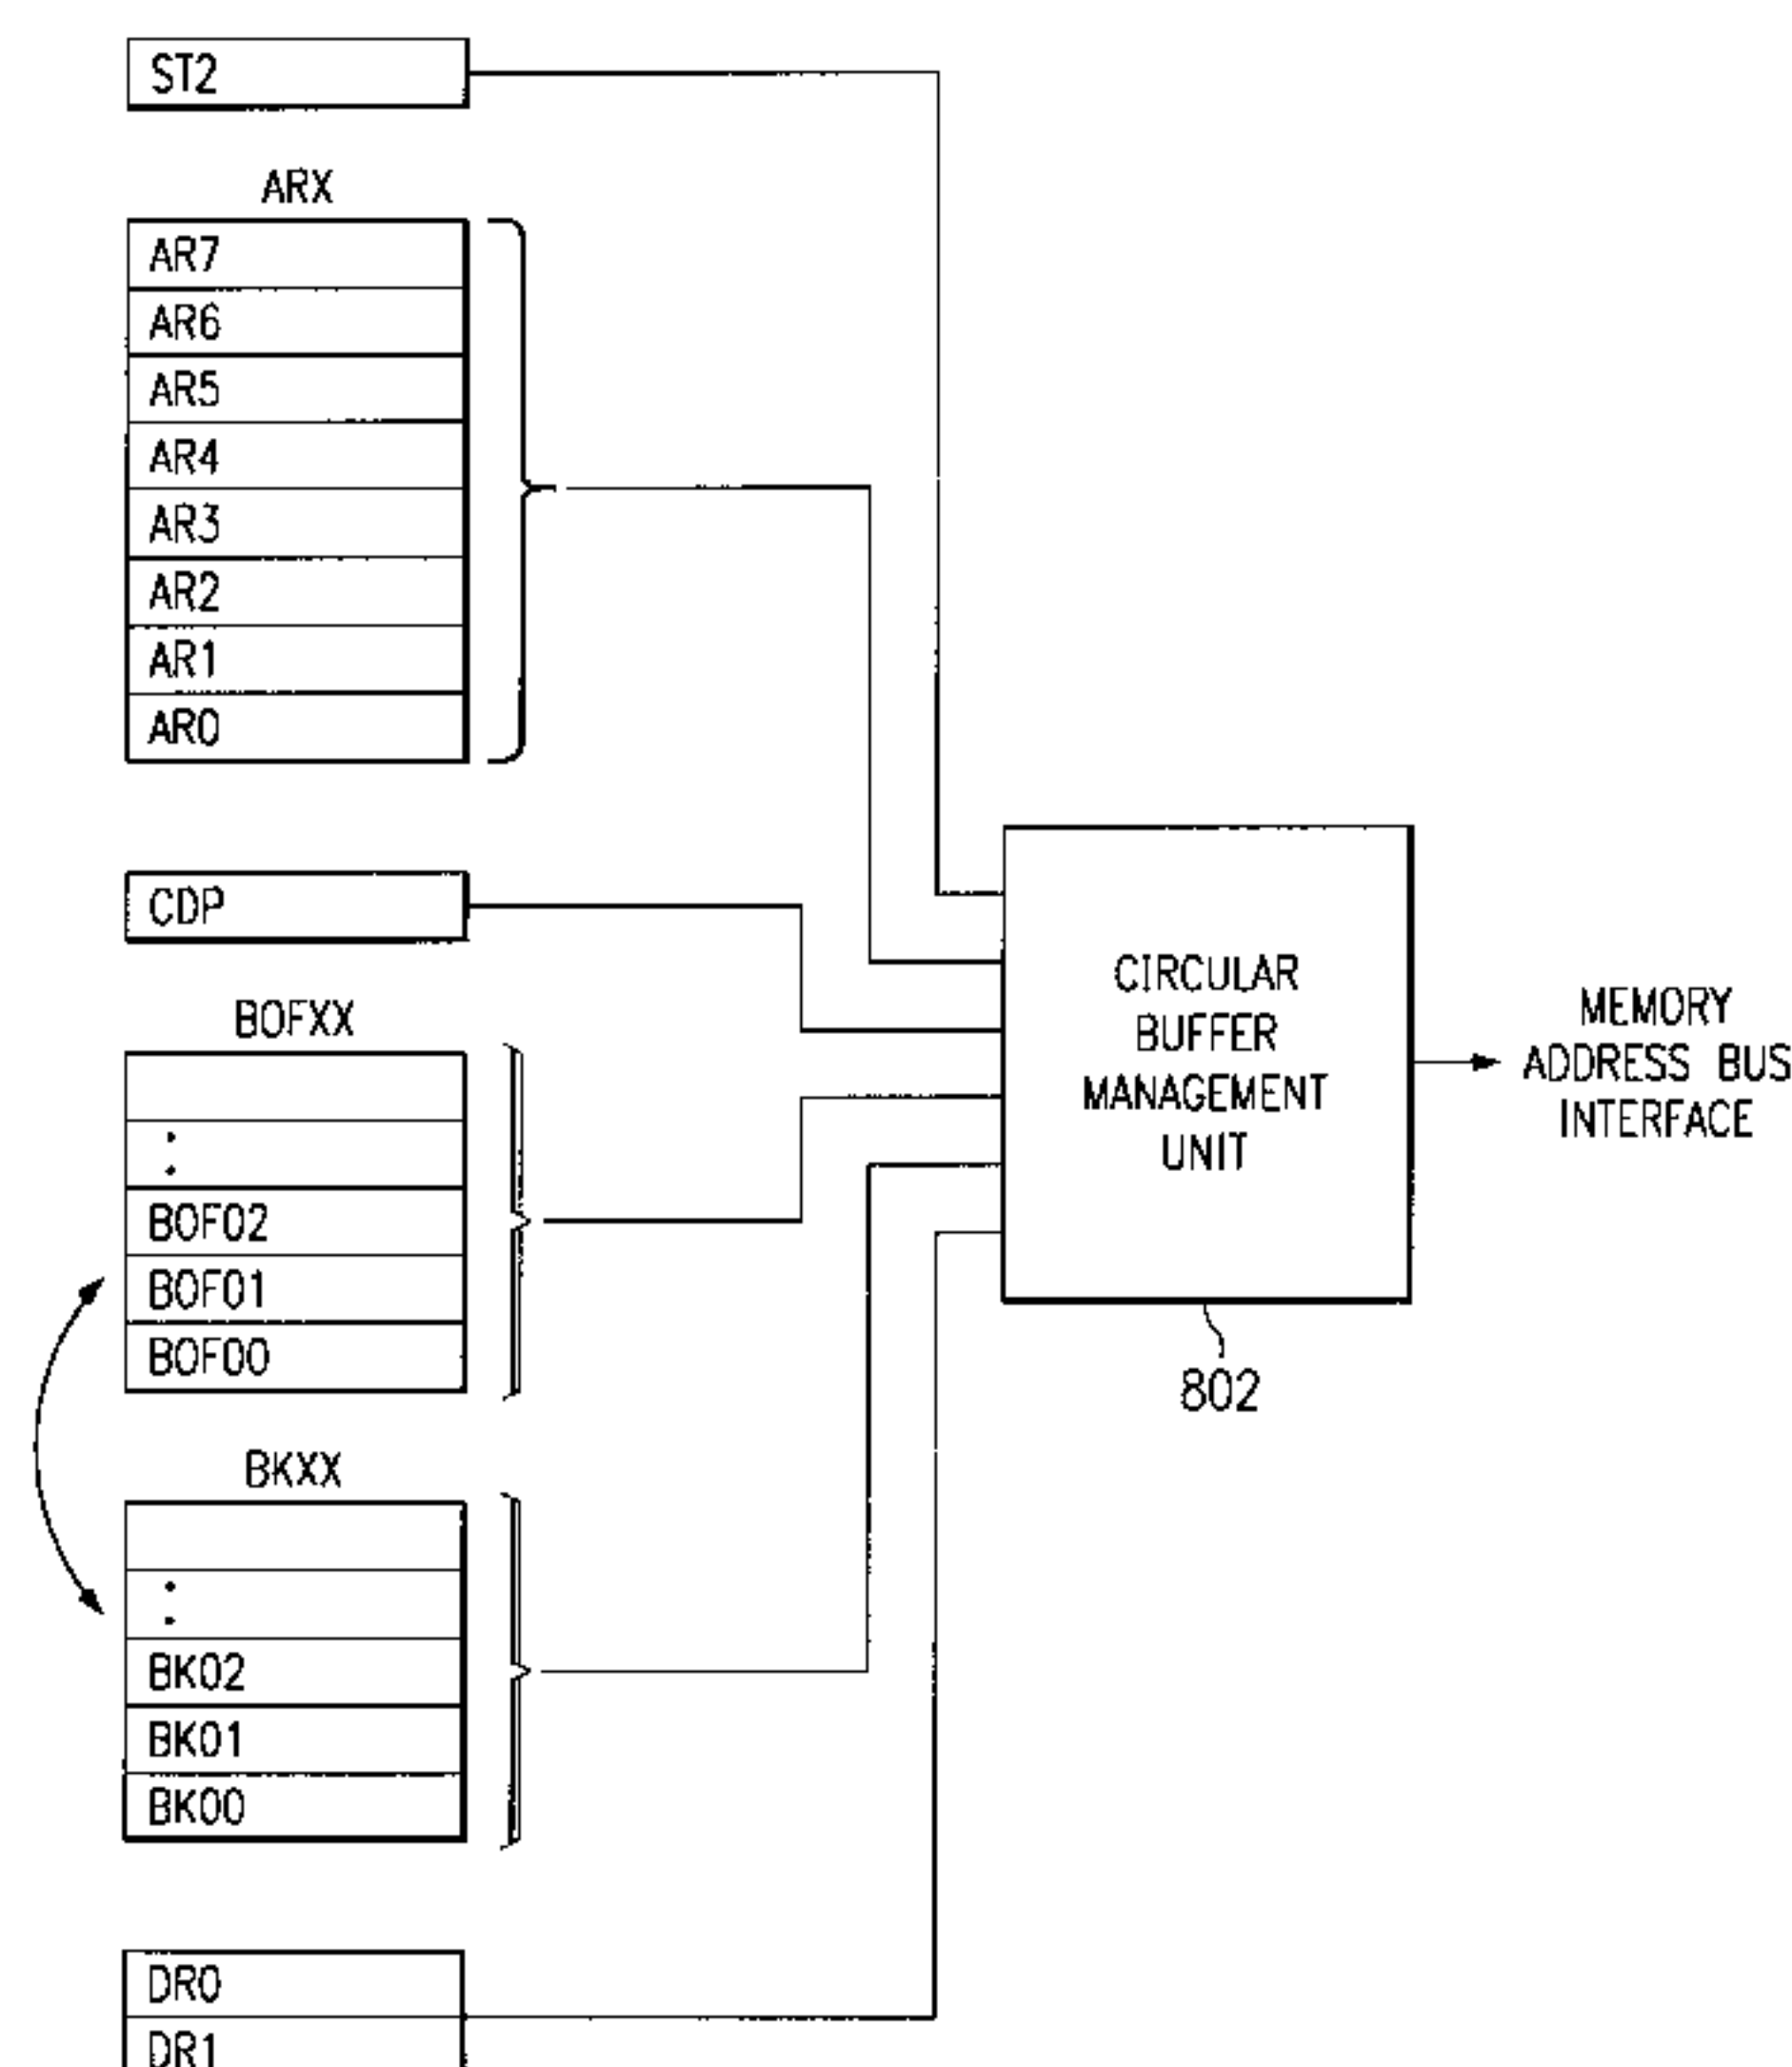 ST2
ARX
AR7
AR6
AR5
AR4
AR3
AR2
AR1
AR0
CDP
BOFXX
:
BOF02
BOF01
BOF00
BKXX
:
BK02
BK01
BK00
DR0
DR1
CIRCULAR
BUFFER
MANAGEMENT
UNIT
802
MEMORY
ADDRESS BUS
INTERFACE